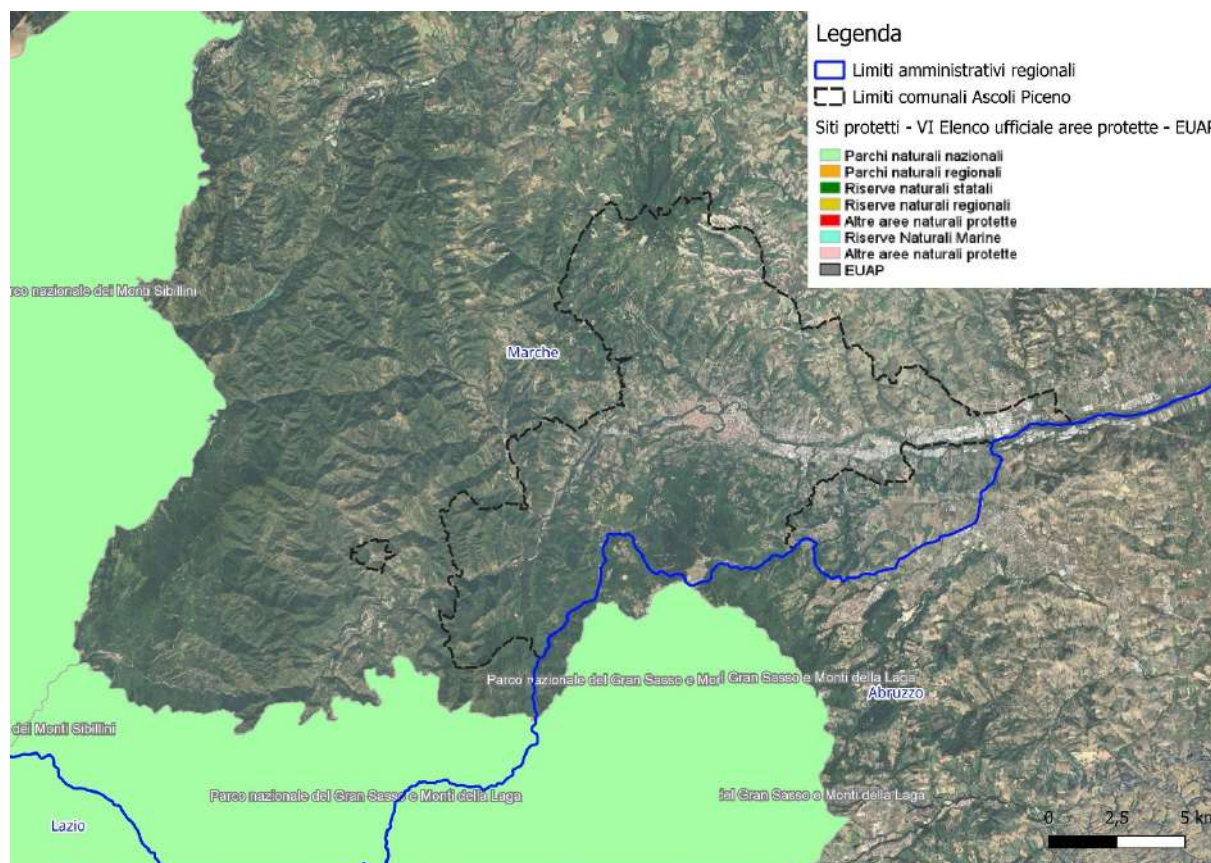 Legenda
Limiti amministrativi regionali
Limiti comunali Ascoli Piceno
Siti protetti - VI Elenco ufficiale aree protette - EUAP
Parchi naturali nazionali
Parchi naturali regionali
Riserve naturali statali
Riserve naturali regionali
Altre aree naturali protette
Riserve Naturali Marine
Altre aree naturali protette
EUAP
rco nazionale dei Monti Sibillini
Marche
Parco nazionale del Gran Sasso e Mo
l Gran Sasso e Monti della Laga
Abruzzo
dei Monti Sibillini
Parco nazionale del Gran Sasso e Monti della Laga
del Gran Sasso e Monti della Laga
Lazio
0 2,5 5 km